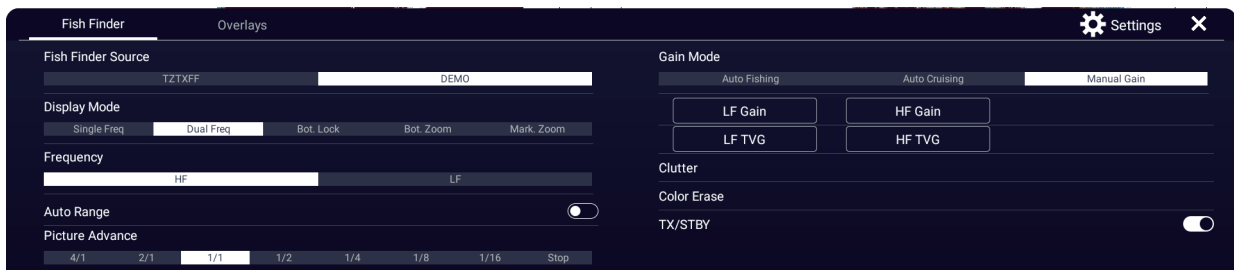 Fish Finder
Overlays
Settings
Fish Finder Source
TZTXFF
DEMO
Display Mode
Single Freq
Dual Freq
Bot. Lock
Bot. Zoom
Mark. Zoom
Frequency
HF
LF
Auto Range
Picture Advance
4/1
2/1
1/1
1/2
1/4
1/8
1/16
Stop
Gain Mode
Auto Fishing
Auto Cruising
Manual Gain
LF Gain
HF Gain
LF TVG
HF TVG
Clutter
Color Erase
TX/STBY